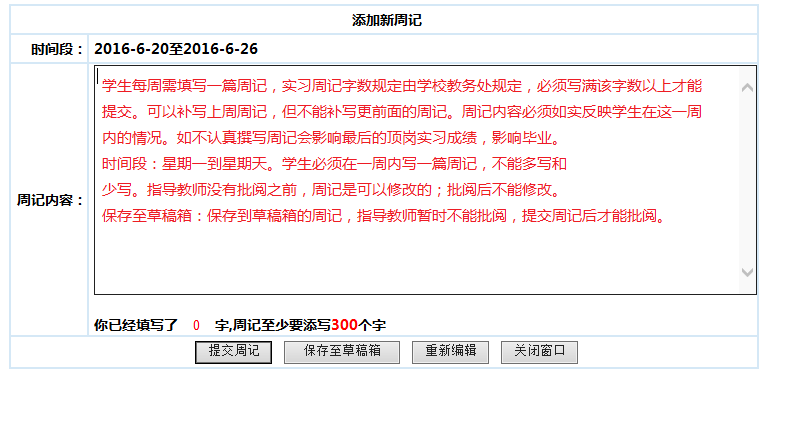 添加新周记
时间段： 2016-6-20至2016-6-26
周记内容：
学生每周需填写一篇周记，实习周记字数规定由学校教务处规定，必须写满该字数以上才能
提交。可以补写上周周记，但不能补写更前面的周记。周记内容必须如实反映学生在这一周
内的情况。如不认真撰写周记会影响最后的顶岗实习成绩，影响毕业。
时间段：星期一到星期天。学生必须在一周内写一篇周记，不能多写和
少写。指导教师没有批阅之前，周记是可以修改的；批阅后不能修改。
保存至草稿箱：保存到草稿箱的周记，指导教师暂时不能批阅，提交周记后才能批阅。
你已经填写了 0 字,周记至少要添写300个字
提交周记 保存至草稿箱 重新编辑 关闭窗口